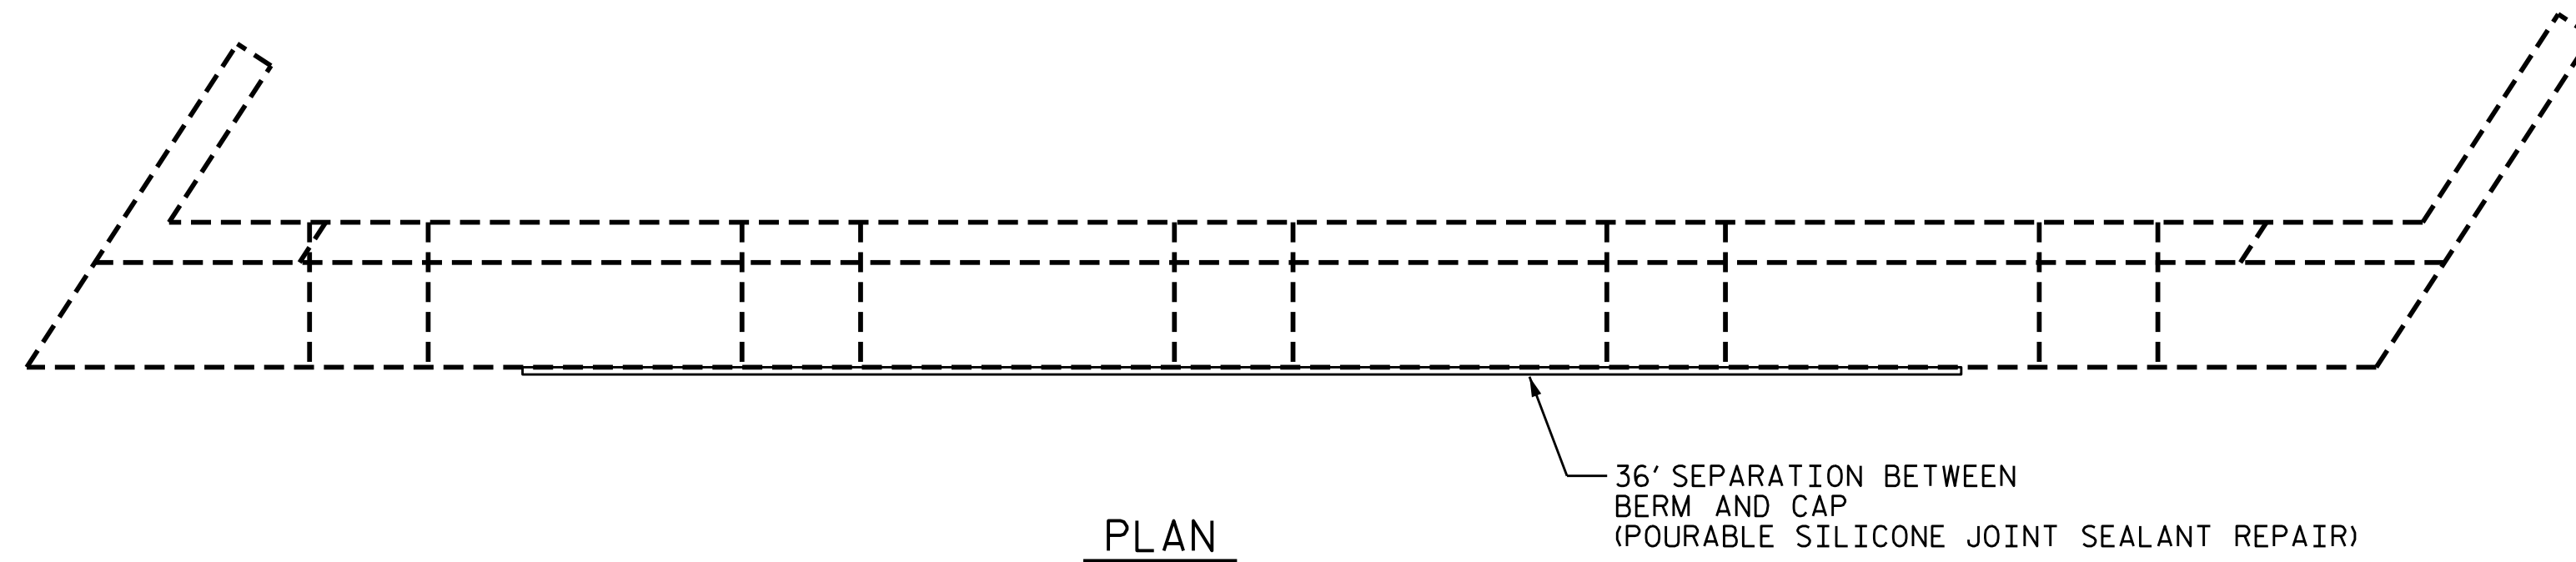 36' SEPARATION BETWEEN
BERM AND CAP
(POURABLE SILICONE JOINT SEALANT REPAIR)
PLAN